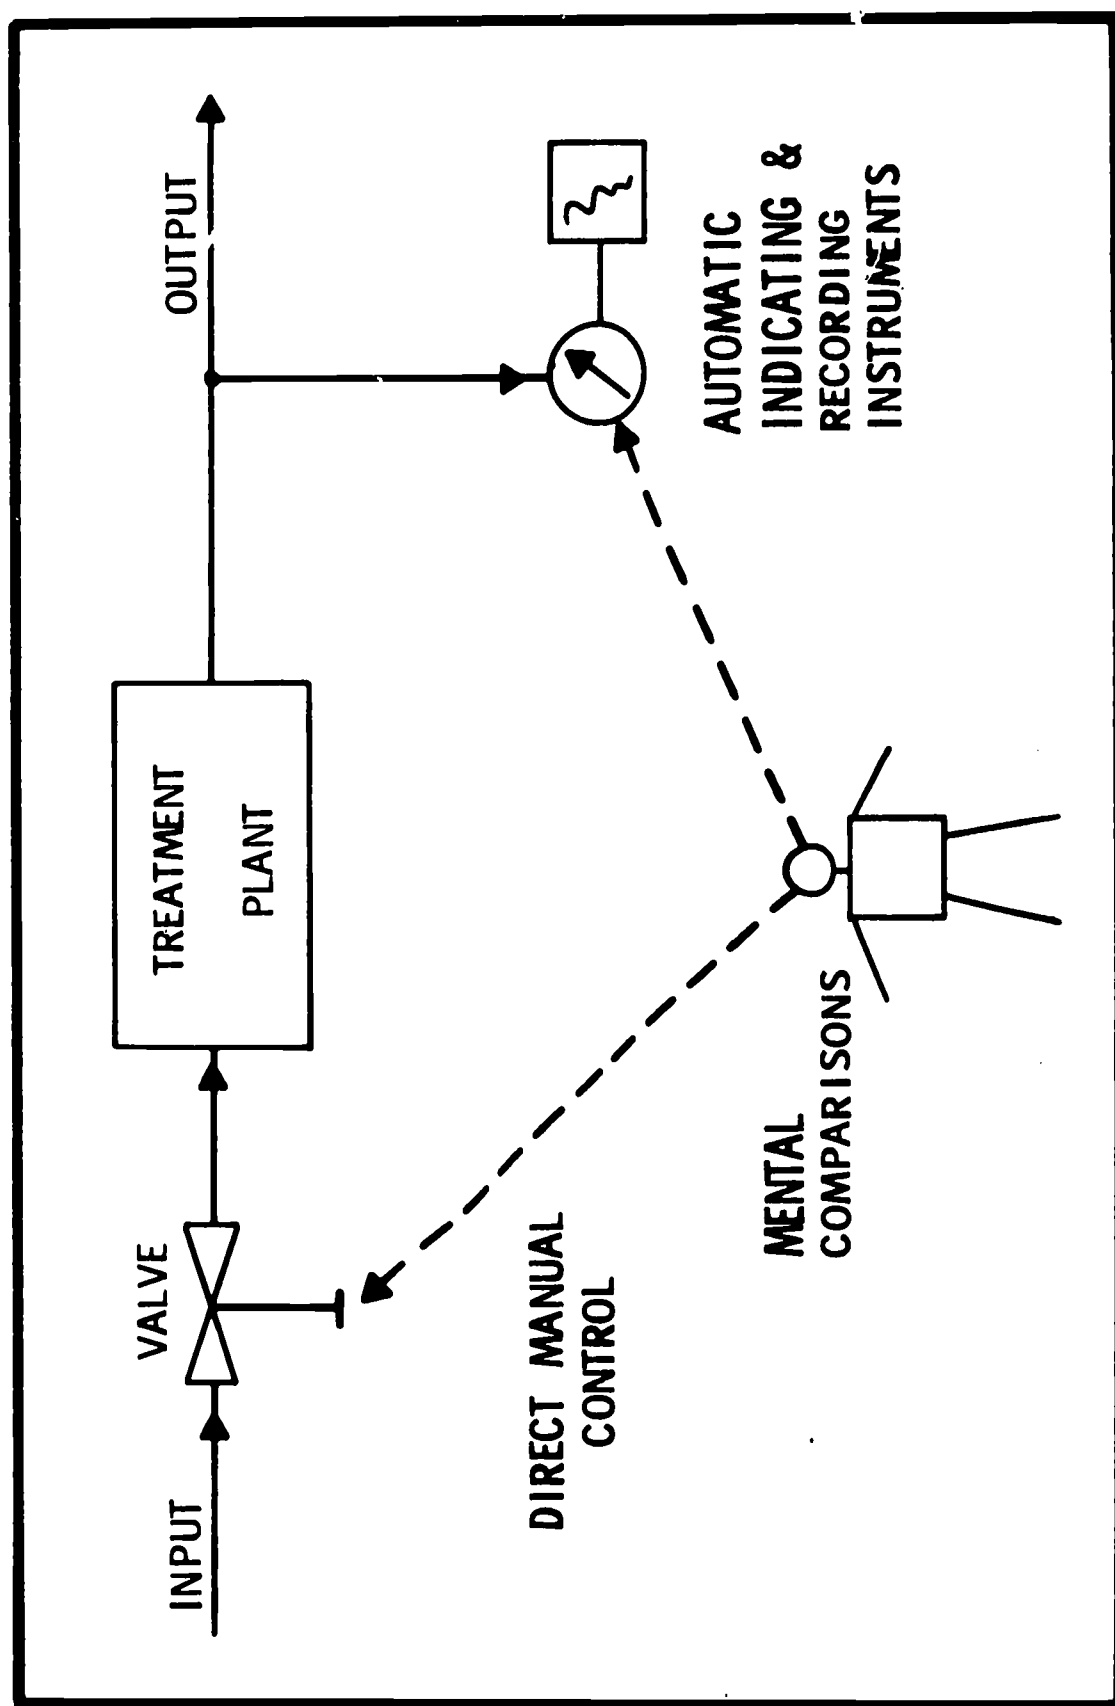 INPUT
VALVE
TREATMENT
PLANT
OUTPUT
DIRECT MANUAL
CONTROL
MENTAL
COMPARISONS
AUTOMATIC
INDICATING &
RECORDING
INSTRUMENTS